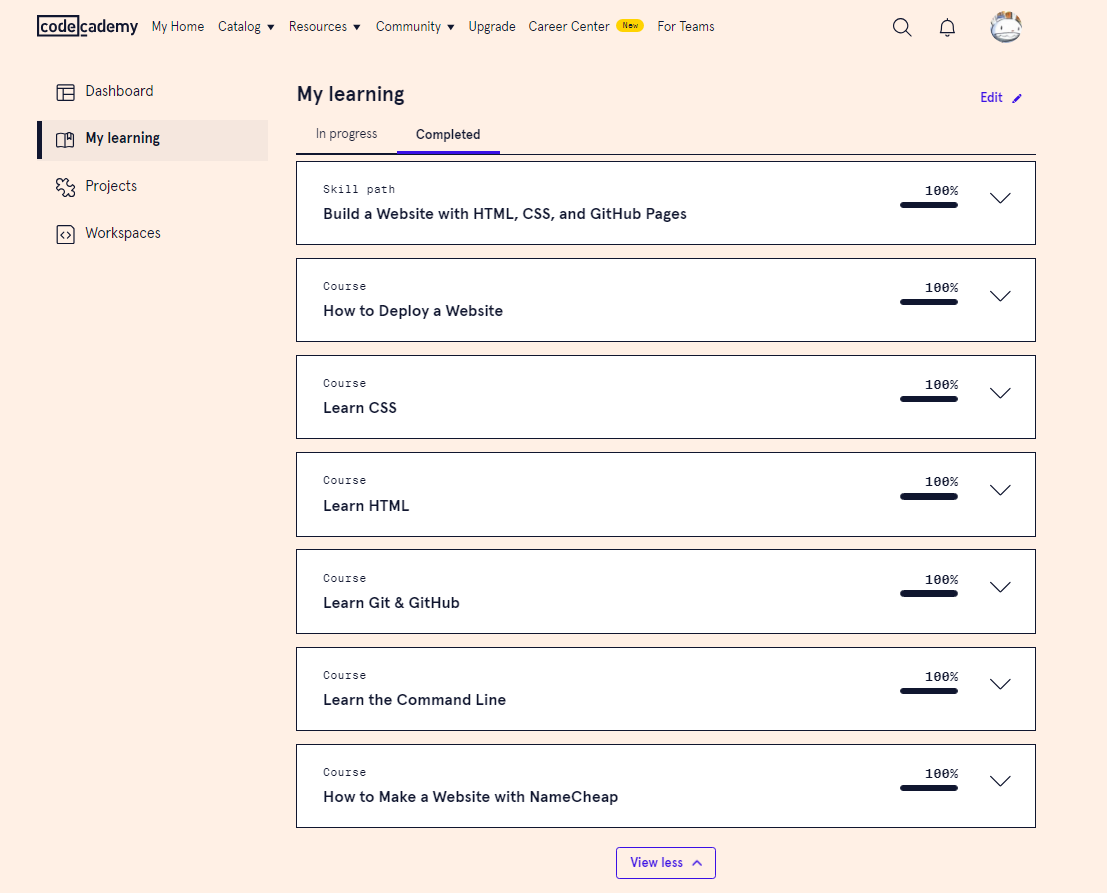 codecademy My Home Catalog Resources Community Upgrade Career Center New For Teams
Dashboard
My learning
Projects
Workspaces
My learning
Edit
In progress Completed
Skill path
100%
Build a Website with HTML, CSS, and GitHub Pages
Course
100%
How to Deploy a Website
Course
100%
Learn CSS
Course
100%
Learn HTML
Course
100%
Learn Git & GitHub
Course
100%
Learn the Command Line
Course
100%
How to Make a Website with NameCheap
View less